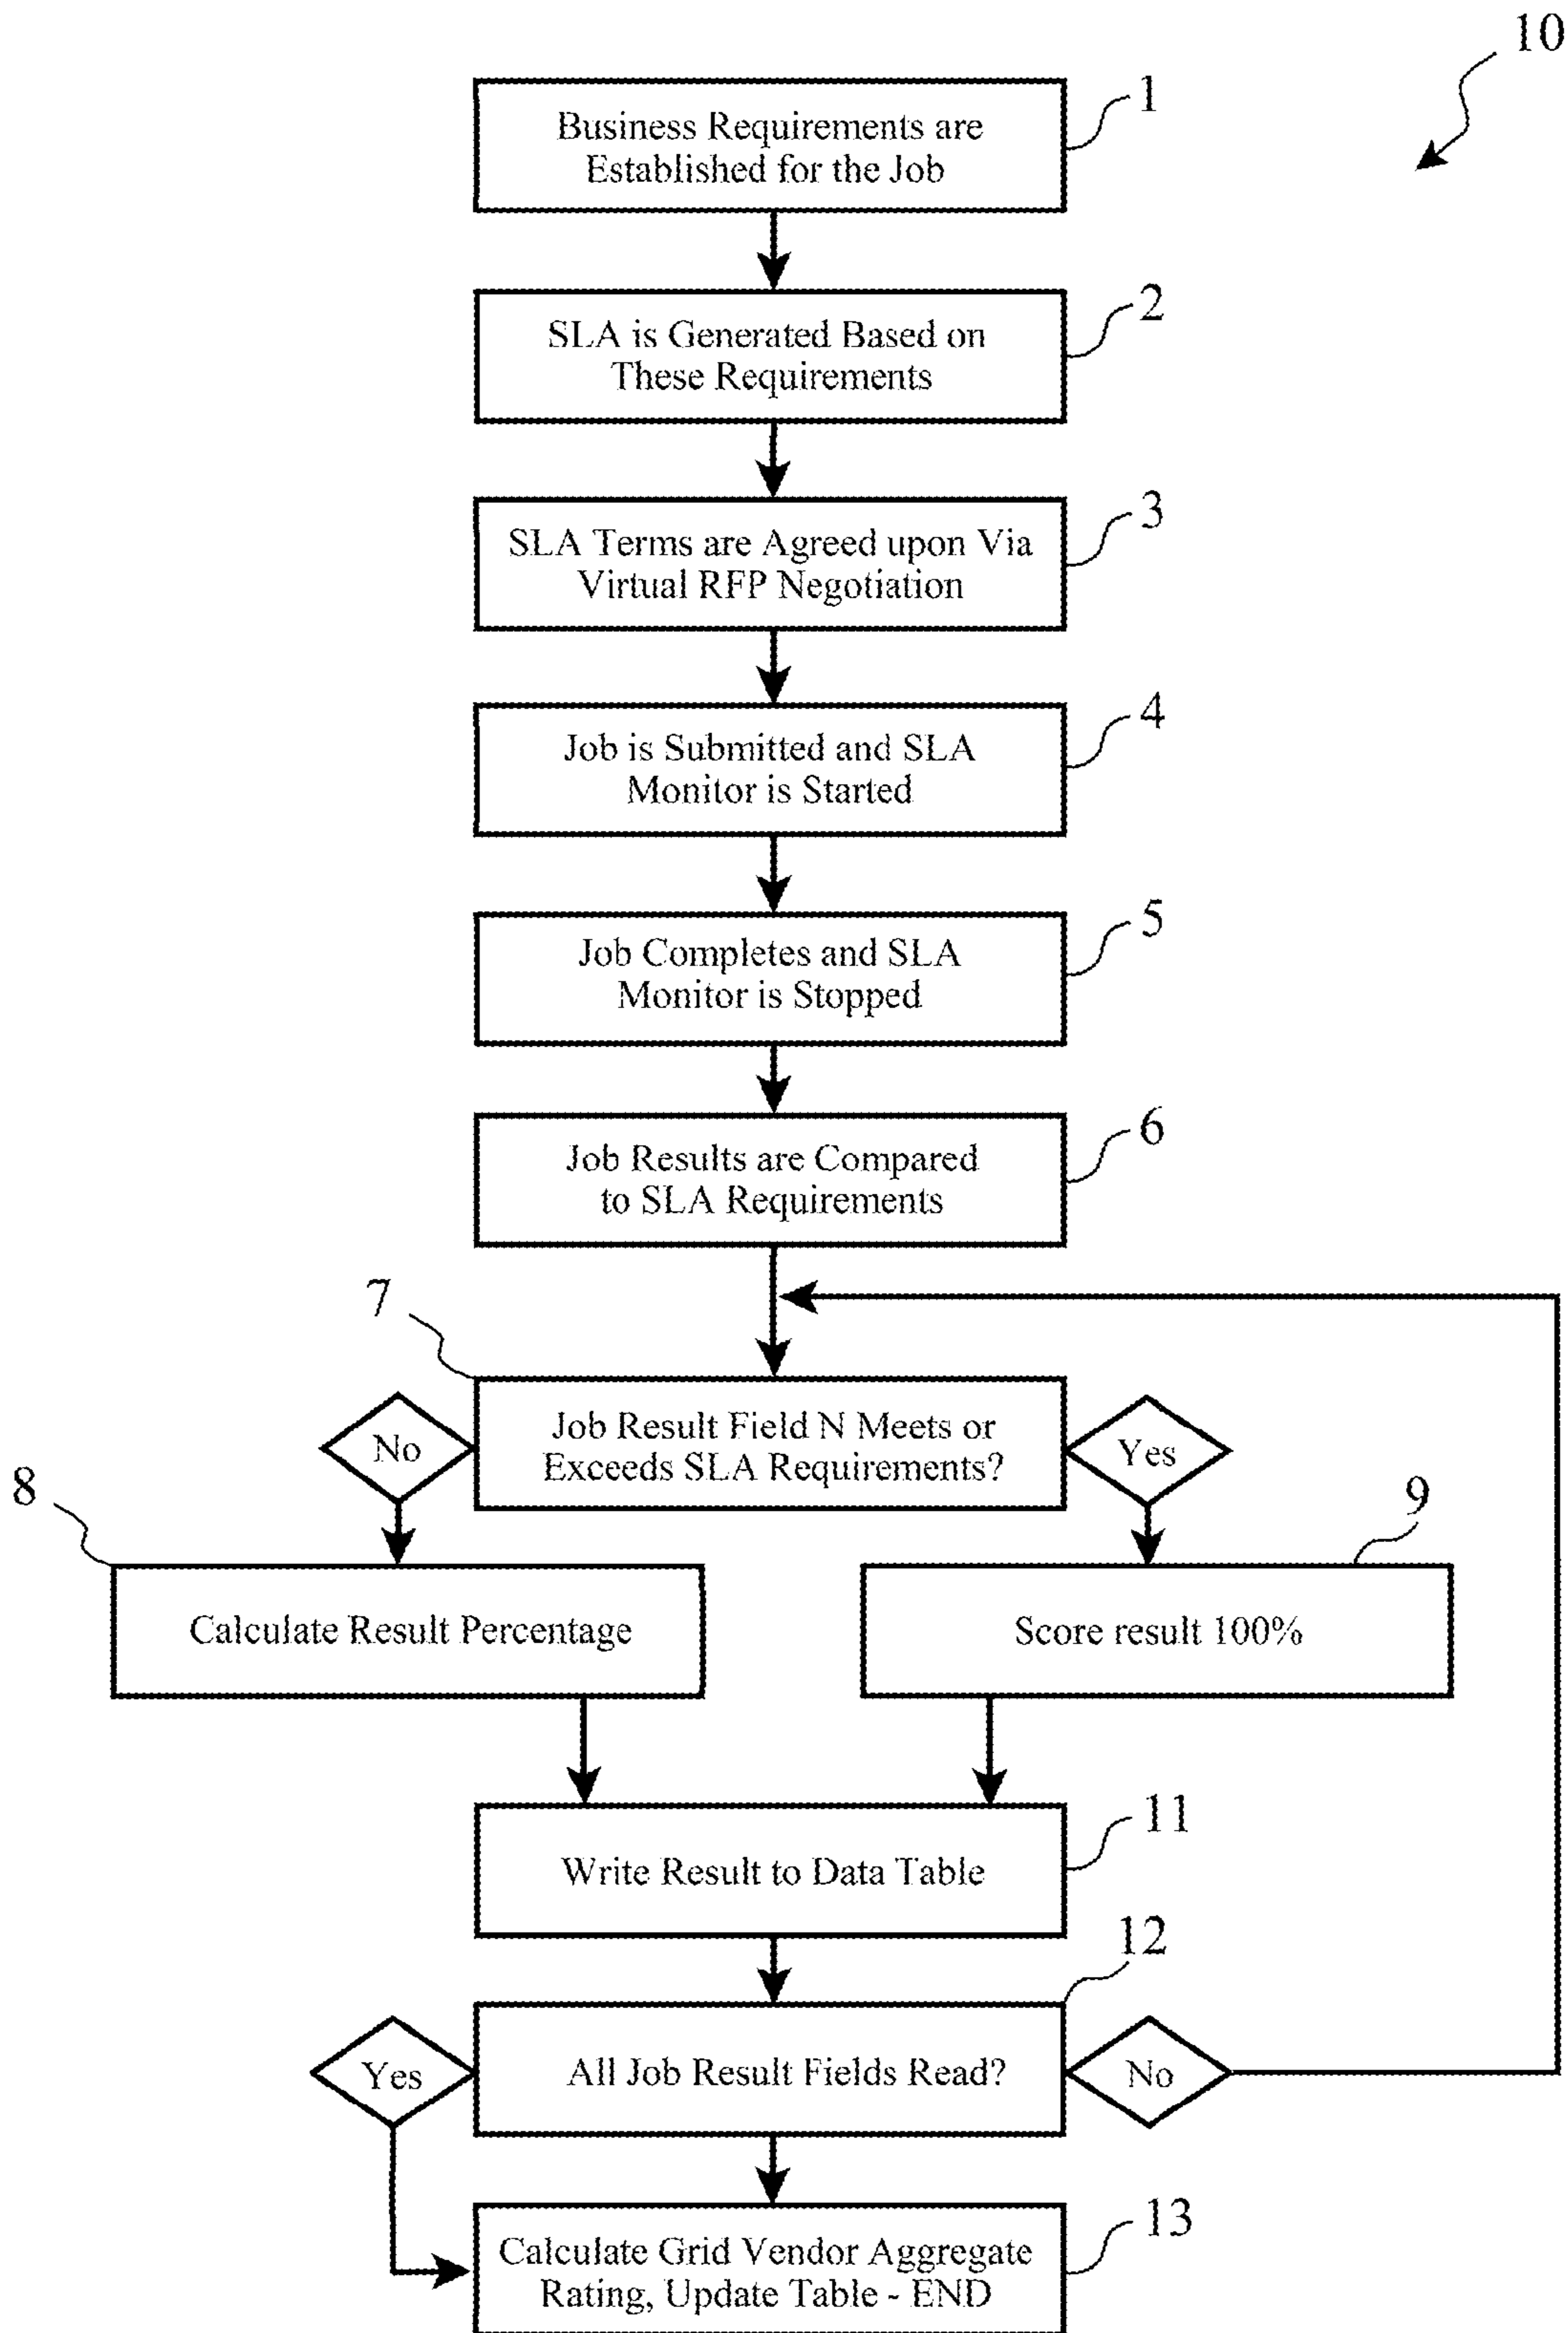 10
1
Business Requirements are
Established for the Job
2
SLA is Generated Based on
These Requirements
3
SLA Terms are Agreed upon Via
Virtual RFP Negotiation
4
Job is Submitted and SLA
Monitor is Started
5
Job Completes and SLA
Monitor is Stopped
6
Job Results are Compared
to SLA Requirements
7
No
Job Result Field N Meets or
Exceeds SLA Requirements?
Yes
8
9
Calculate Result Percentage
Score result 100%
11
Write Result to Data Table
12
Yes
All Job Result Fields Read?
No
13
Calculate Grid Vendor Aggregate
Rating, Update Table - END